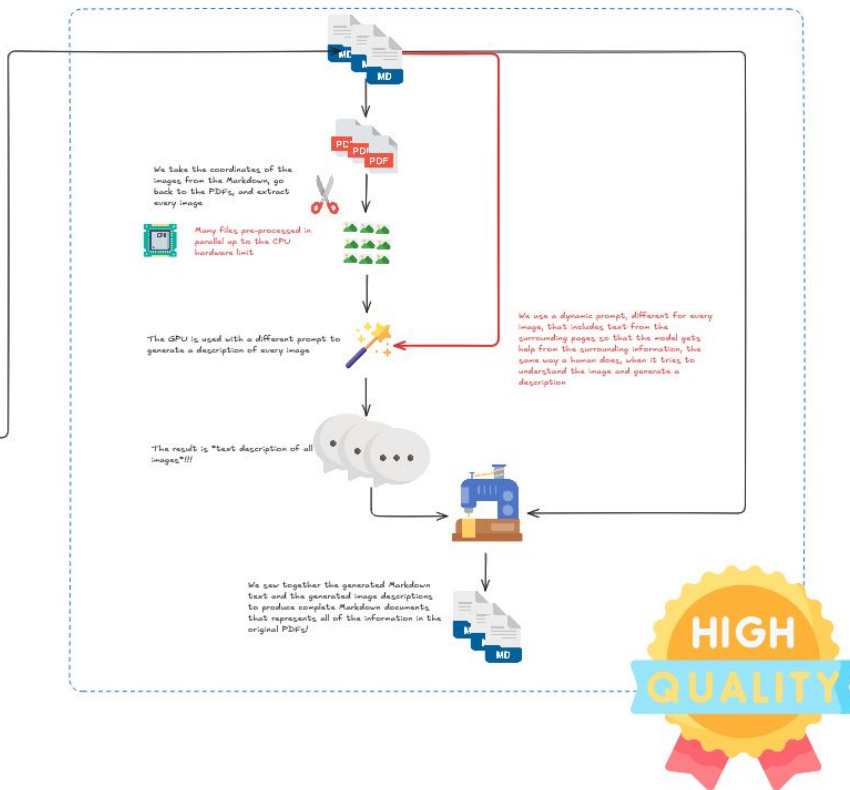 MD
M
MD
PDF
PDF
PDF
We take the coordinates of the
images from the Markdown, go
back to the PDFs, and extract
every image
CPU
Many files pre-processed in
parallel up to the CPU
hardware limit
The GPU is used with a different prompt to
generate a description of every image
We use a dynamic prompt, different for every
image, that includes text from the
surrounding pages so that the model gets
help from the surrounding information, the
same way a human does, when it tries to
understand the image and generate a
description
The result is *text description of all
images*!!!
We sew together the generated Markdown
text and the generated image descriptions
to produce complete Markdown documents
that represents all of the information in the
original PDFs!
M
M
MD
HIGH
QUALITY